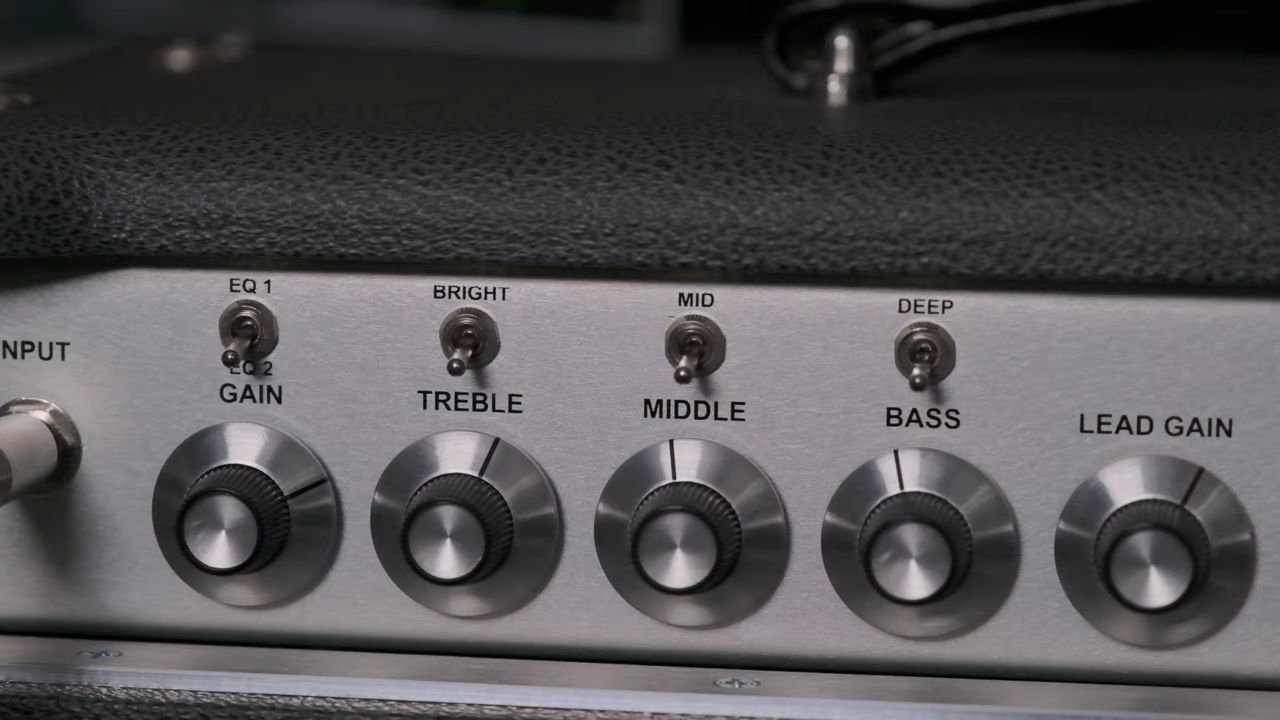 EQ 1
BRIGHT
MID
DEEP
NPUT
EQ 2
GAIN
TREBLE
MIDDLE
BASS
LEAD GAIN